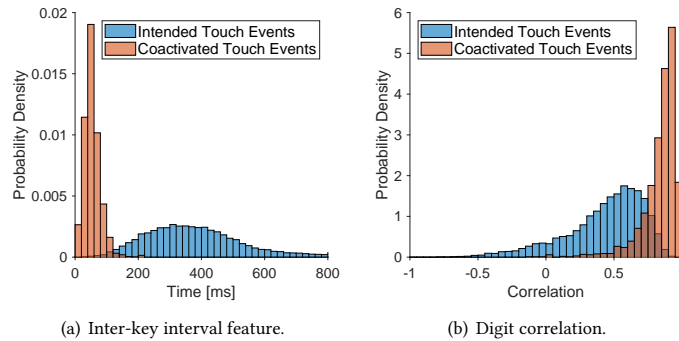 0.02
0.015
0.01
0.005
0
Probability Density
Intended Touch Events
Coactivated Touch Events
0 200 400 600 800
Time [ms]
(a) Inter-key interval feature.
6
5
4
3
2
1
0
Probability Density
Intended Touch Events
Coactivated Touch Events
-1 -0.5 0 0.5
Correlation
(b) Digit correlation.